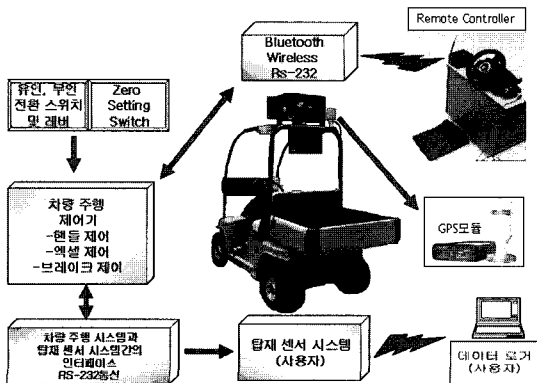 Remote Controller
Bluetooth
Wireless
Rs-232
유인, 무인
전환 스위치
및 레버
Zero
Setting
Switch
차량 주행
제어기
-핸들 제어
-엑셀 제어
-브레이크 제어
GPS모듈
차량 주행 시스템과
탑재 센서 시스템간의
인터페이스
RS-232통신
탑재 센서 시스템
(사용자)
데이터 로거
(사용자)